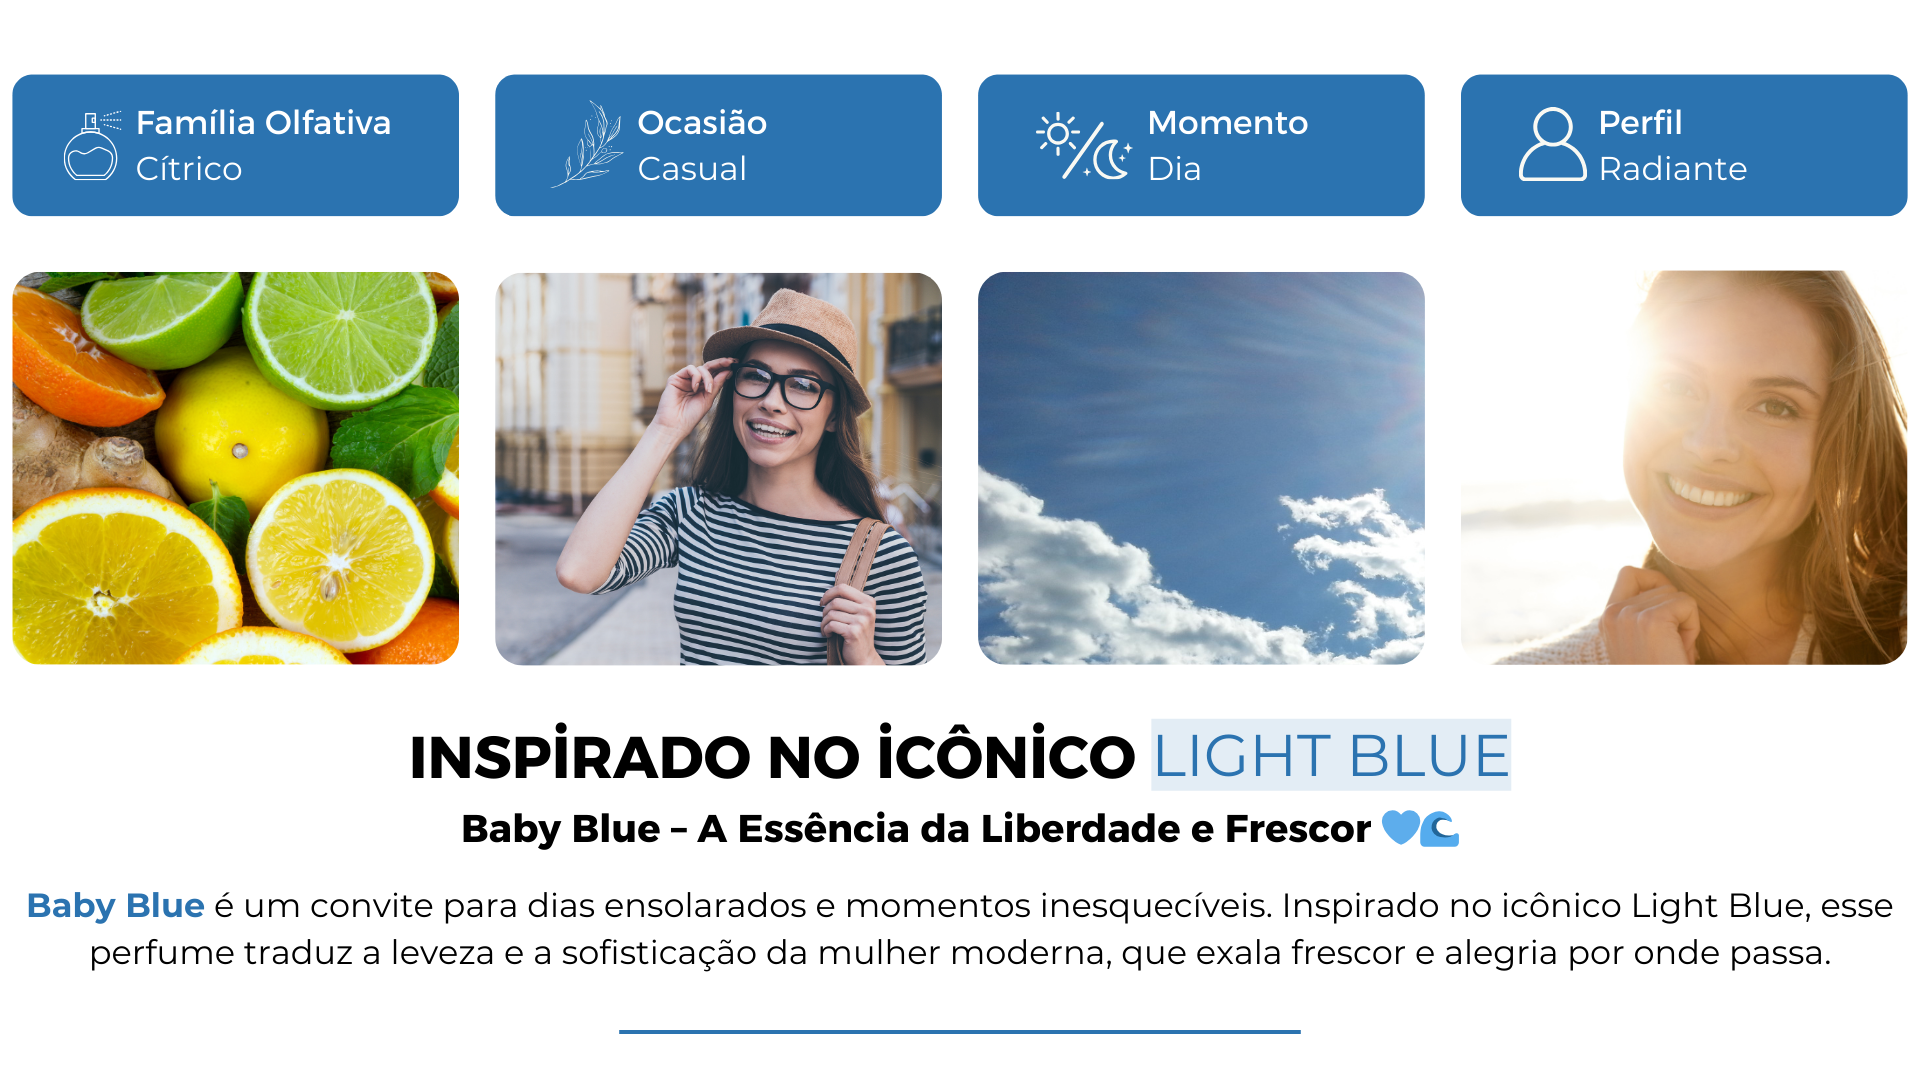 Família Olfativa
Cítrico
Ocasião
Casual
Momento
Dia
Perfil
Radiante
INSPİRADO NO İCÔNİCO LIGHT BLUE
Baby Blue – A Essência da Liberdade e Frescor 🩵🌊
Baby Blue é um convite para dias ensolarados e momentos inesquecíveis. Inspirado no icônico Light Blue, esse
perfume traduz a leveza e a sofisticação da mulher moderna, que exala frescor e alegria por onde passa.